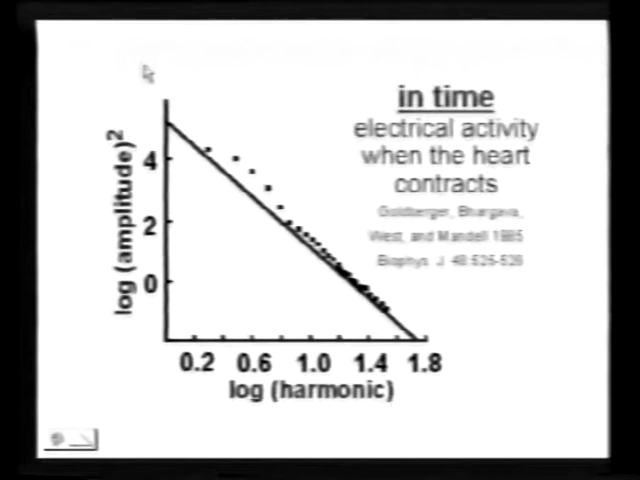 in time
electrical activity
when the heart
contracts
Goldberger, Bhargava,
West, and Mandell 1985
Biophys. J. 48:525-528
log (amplitude)2
4
2
0
0.2 0.6 1.0 1.4 1.8
log (harmonic)